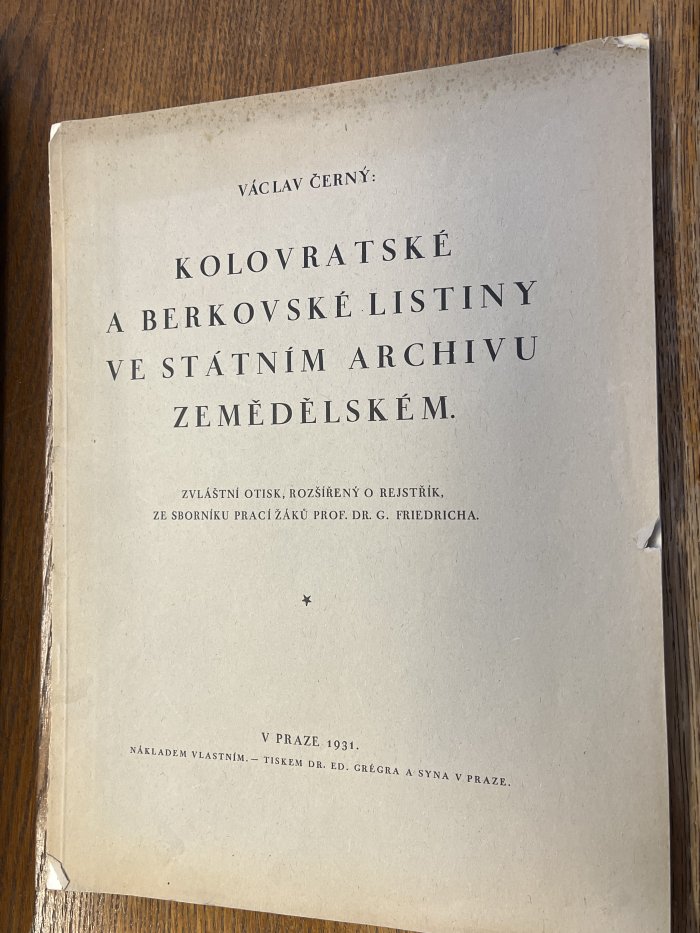 VÁCLAV ČERNÝ:
KOLOVRATSKÉ
A BERKOVSKÉ LISTINY
VE STÁTNÍM ARCHIVU
ZEMĚDĚLSKÉM.
ZVLÁŠTNÍ OTISK, ROZŠÍŘENÝ O REJSTŘÍK,
ZE SBORNÍKU PRACÍ ŽÁKŮ PROF. DR. G. FRIEDRICHA.
V PRAZE 1931.
NÁKLADEM VLASTNÍM. — TISKEM DR. ED. GRÉGRA A SYNA V PRAZE.